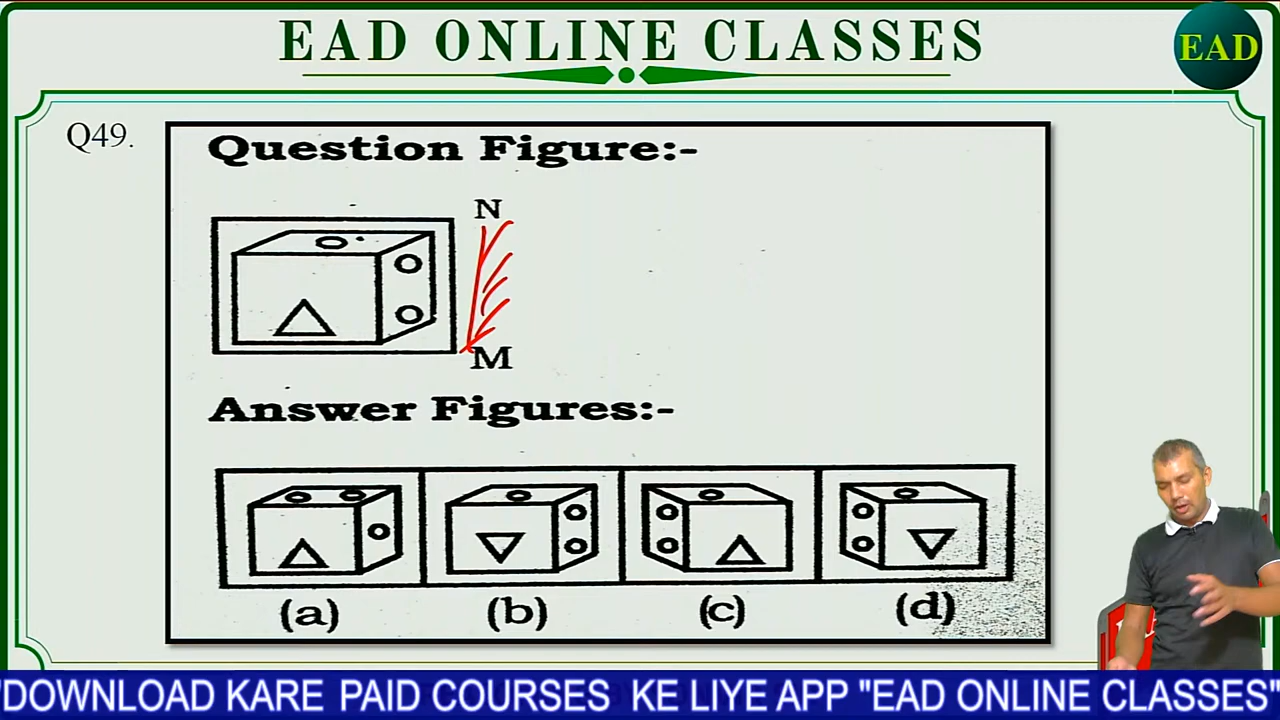 EAD ONLINE CLASSES
EAD
Q49.
Question Figure:-
N
M
Answer Figures:-
(a) (b) (c) (d)
"DOWNLOAD KARE PAID COURSES KE LIYE APP "EAD ONLINE CLASSES"